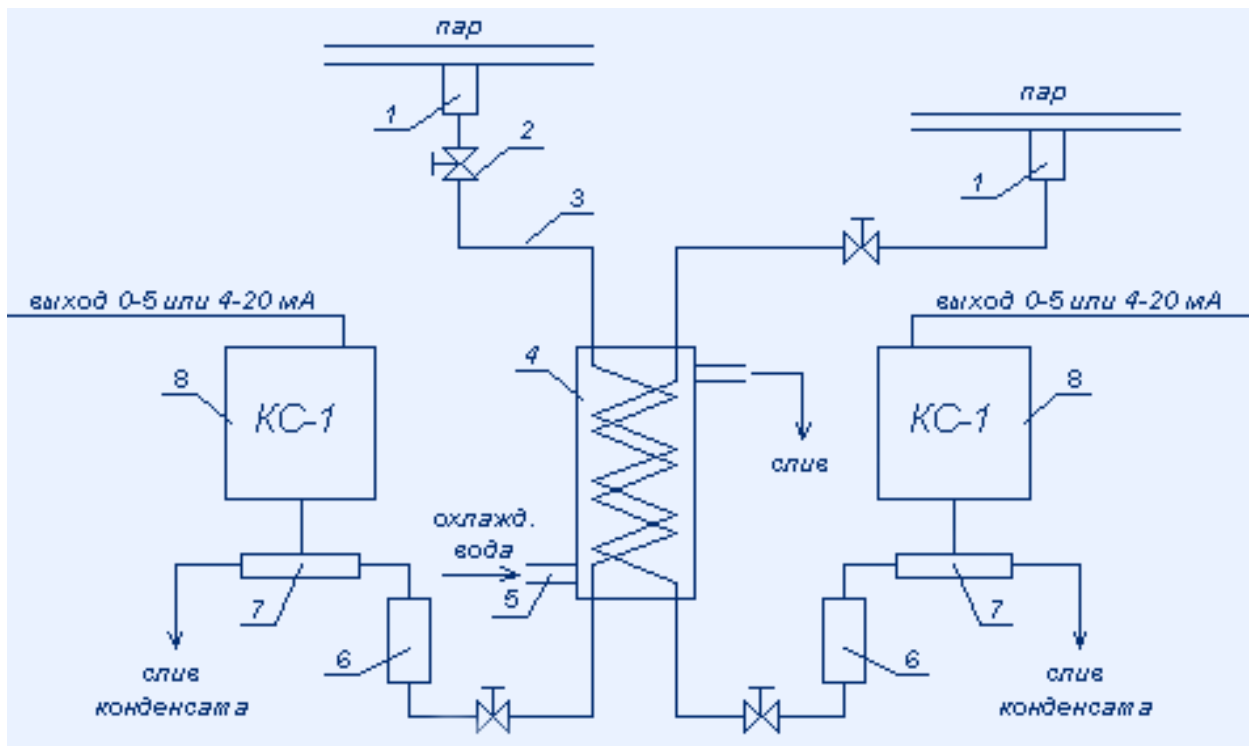 пар
1
2
3
пар
1
выход 0-5 или 4-20 мА
выход 0-5 или 4-20 мА
8
КС-1
4
слив
КС-1
8
охлажд.
вода
5
7
6
слив
конденсата
7
6
слив
конденсата